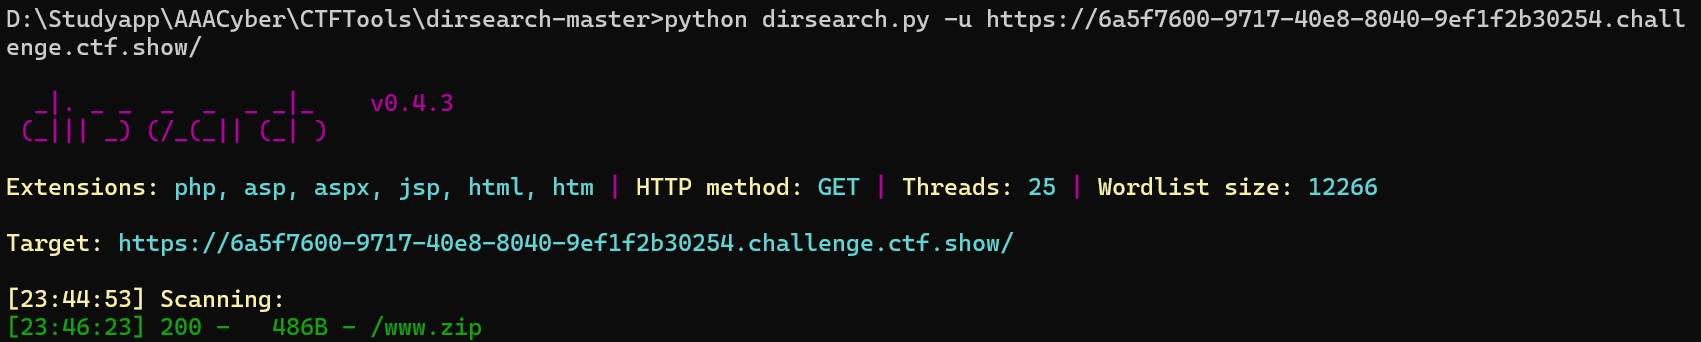 D:\Studyapp\AAACyber\CTFTools\dirsearch-master>python dirsearch.py -u https://6a5f7600-9717-40e8-8040-9ef1f2b30254.chall
enge.ctf.show/
  _|. _ _  _  _  _ _|_    v0.4.3
 (_||| _) (/_(_|| (_| )
Extensions: php, asp, aspx, jsp, html, htm | HTTP method: GET | Threads: 25 | Wordlist size: 12266
Target: https://6a5f7600-9717-40e8-8040-9ef1f2b30254.challenge.ctf.show/
[23:44:53] Scanning:
[23:46:23] 200 -   486B - /www.zip